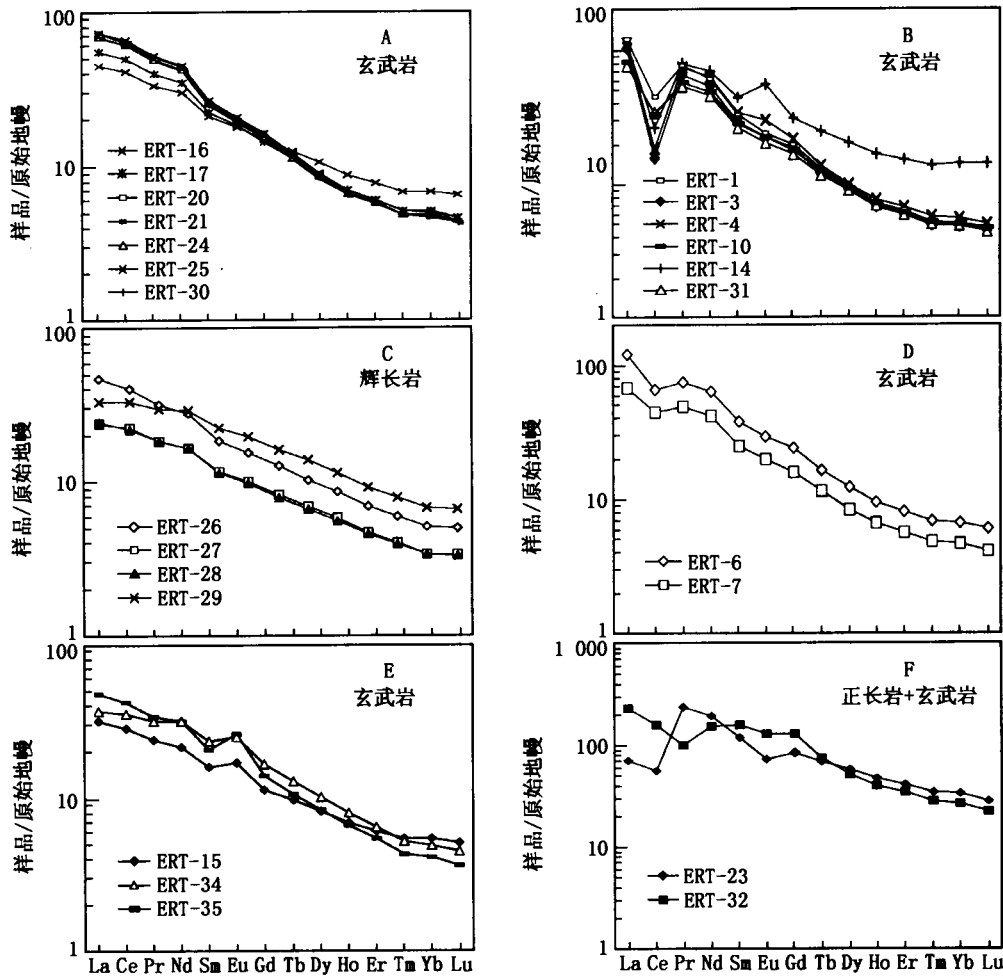 100
A
玄武岩
样品/原始地幔
10
ERT-16
ERT-17
ERT-20
ERT-21
ERT-24
ERT-25
ERT-30
1
100
B
玄武岩
样品/原始地幔
10
ERT-1
ERT-3
ERT-4
ERT-10
ERT-14
ERT-31
1
100
C
辉长岩
样品/原始地幔
10
ERT-26
ERT-27
ERT-28
ERT-29
1
100
D
玄武岩
样品/原始地幔
10
ERT-6
ERT-7
1
100
E
玄武岩
样品/原始地幔
10
ERT-15
ERT-34
ERT-35
1
La Ce Pr Nd Sm Eu Gd Tb Dy Ho Er Tm Yb Lu
1 000
F
正长岩+玄武岩
样品/原始地幔
100
10
ERT-23
ERT-32
1
La Ce Pr Nd Sm Eu Gd Tb Dy Ho Er Tm Yb Lu